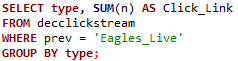 SELECT type, SUM(n) AS Click_Link
FROM decclickstream
WHERE prev = 'Eagles_Live'
GROUP BY type;